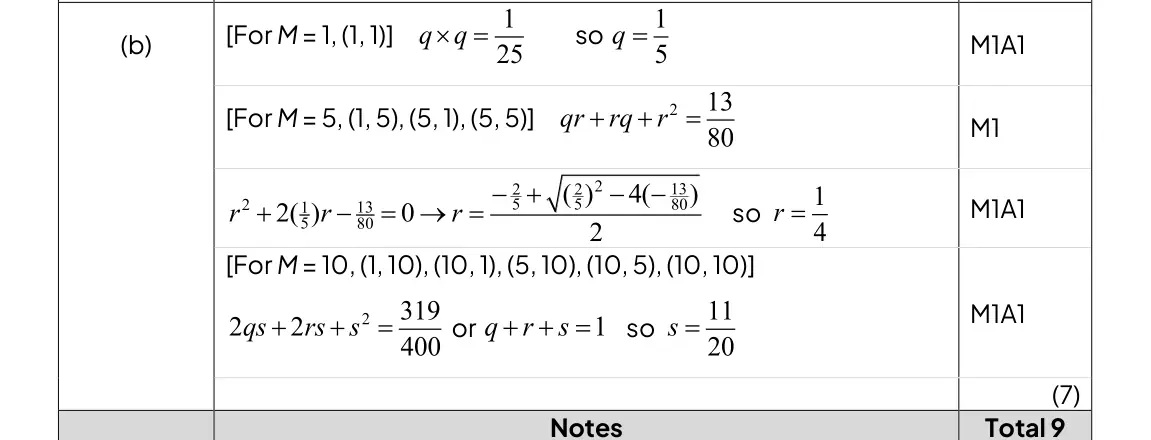 (b)
[For M = 1, (1, 1)] q × q = 1/25 so q = 1/5 M1A1
[For M = 5, (1, 5), (5, 1), (5, 5)] qr + rq + r² = 13/80 M1
r² + 2(1/5)r − 13/80 = 0 → r = (−2/5 + √((2/5)² − 4(−13/80)))/2 so r = 1/4 M1A1
[For M = 10, (1, 10), (10, 1), (5, 10), (10, 5), (10, 10)]
2qs + 2rs + s² = 319/400 or q + r + s = 1 so s = 11/20 M1A1
(7)
Notes Total 9